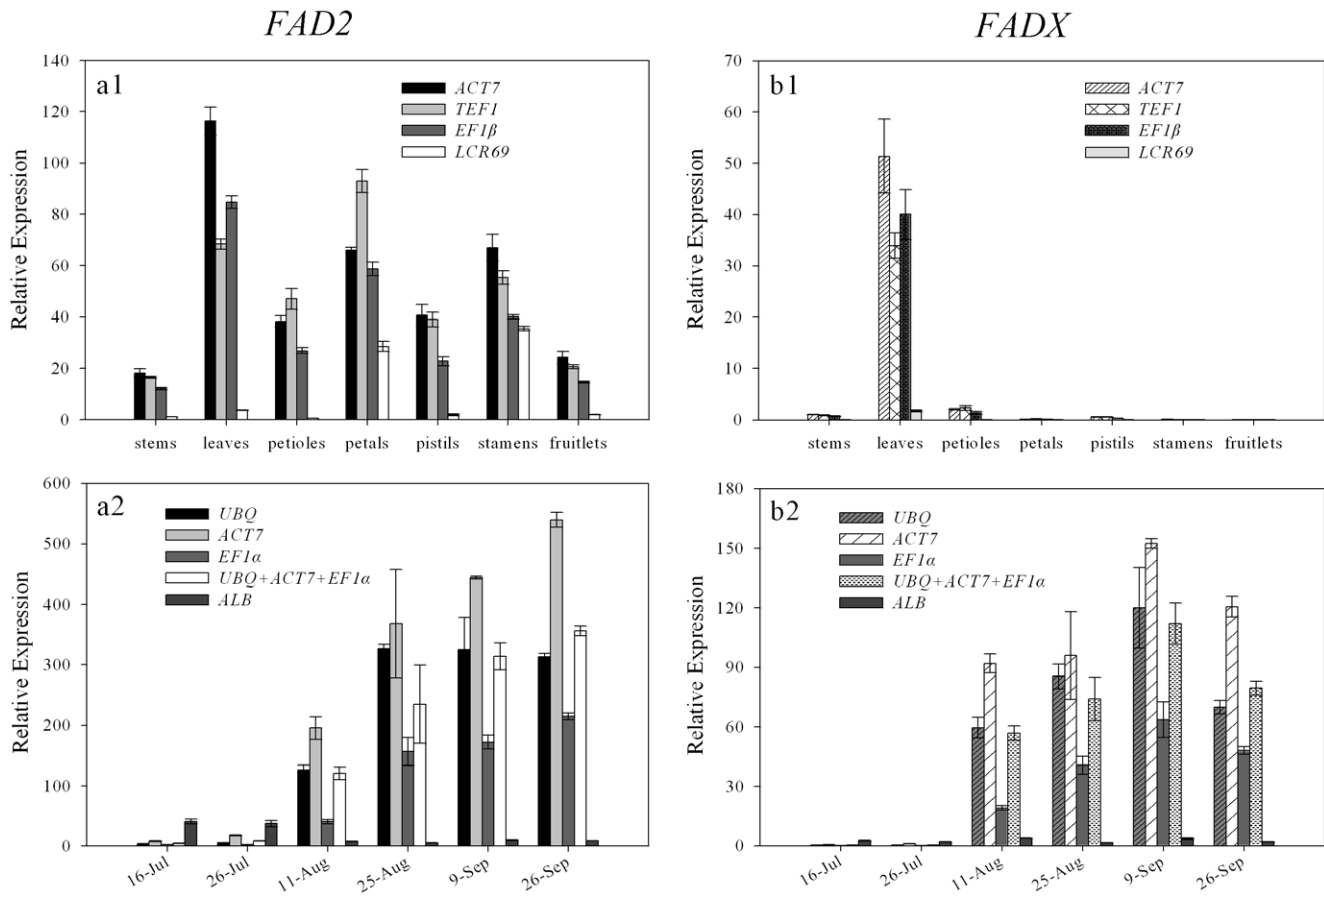 FAD2
FADX
a1
ACT7
TEF1
EF1β
LCR69
Relative Expression
140
120
100
80
60
40
20
0
stems leaves petioles petals pistils stamens fruitlets
b1
ACT7
TEF1
EF1β
LCR69
Relative Expression
70
60
50
40
30
20
10
0
stems leaves petioles petals pistils stamens fruitlets
a2
UBQ
ACT7
EF1α
UBQ+ACT7+EF1α
ALB
Relative Expression
600
500
400
300
200
100
0
16-Jul 26-Jul 11-Aug 25-Aug 9-Sep 26-Sep
b2
UBQ
ACT7
EF1α
UBQ+ACT7+EF1α
ALB
Relative Expression
180
150
120
90
60
30
0
16-Jul 26-Jul 11-Aug 25-Aug 9-Sep 26-Sep